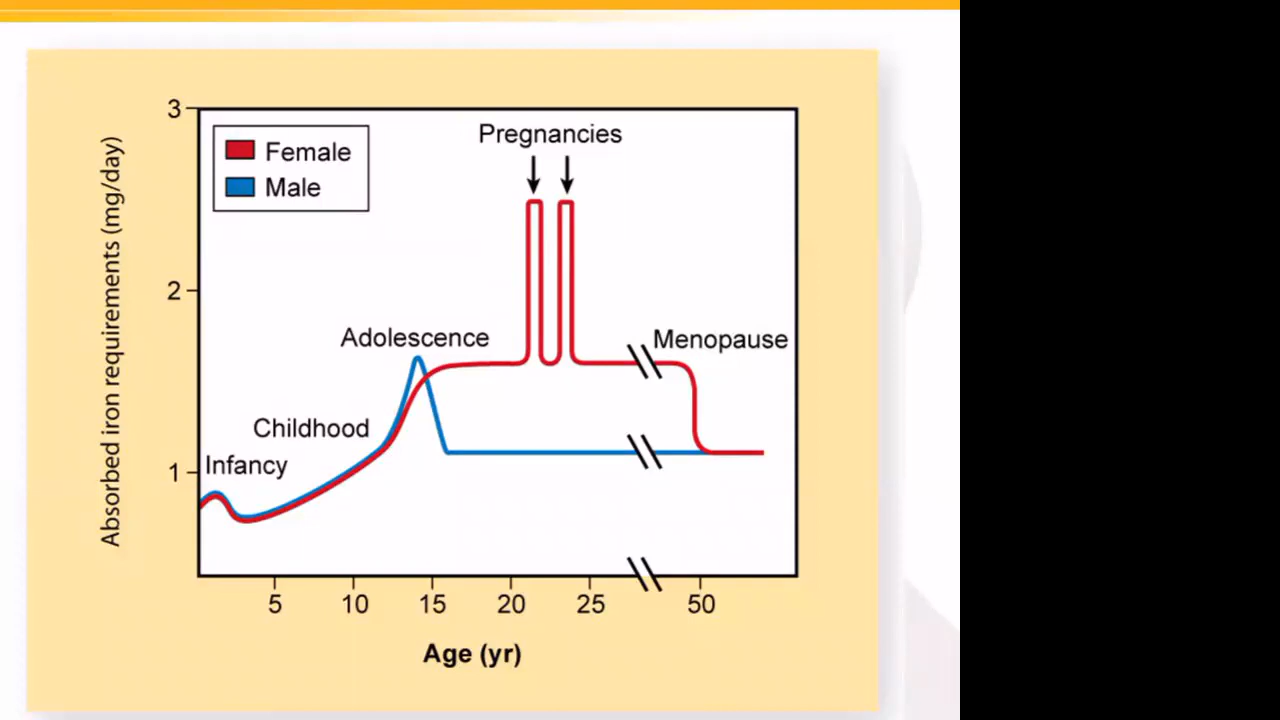 3
Female
Male
Pregnancies
2
Adolescence
Menopause
Childhood
Infancy
1
Absorbed iron requirements (mg/day)
5 10 15 20 25 50
Age (yr)